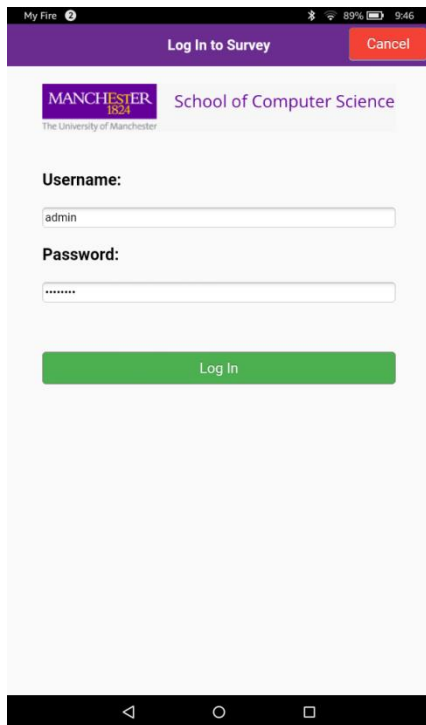 My Fire 2 89% 9:46
Log In to Survey Cancel
MANCHESTER
1824
The University of Manchester
School of Computer Science
Username:
admin
Password:
••••••••
Log In